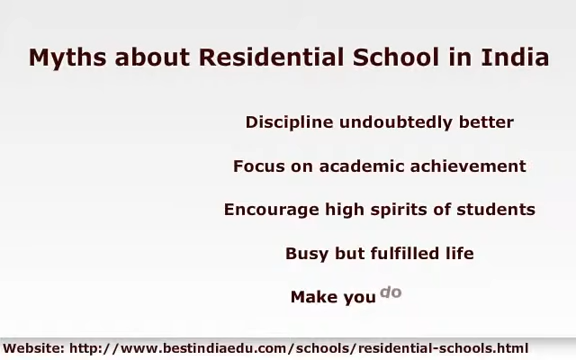 Myths about Residential School in India
Discipline undoubtedly better
Focus on academic achievement
Encourage high spirits of students
Busy but fulfilled life
Make you do
Website: http://www.bestindiaedu.com/schools/residential-schools.html